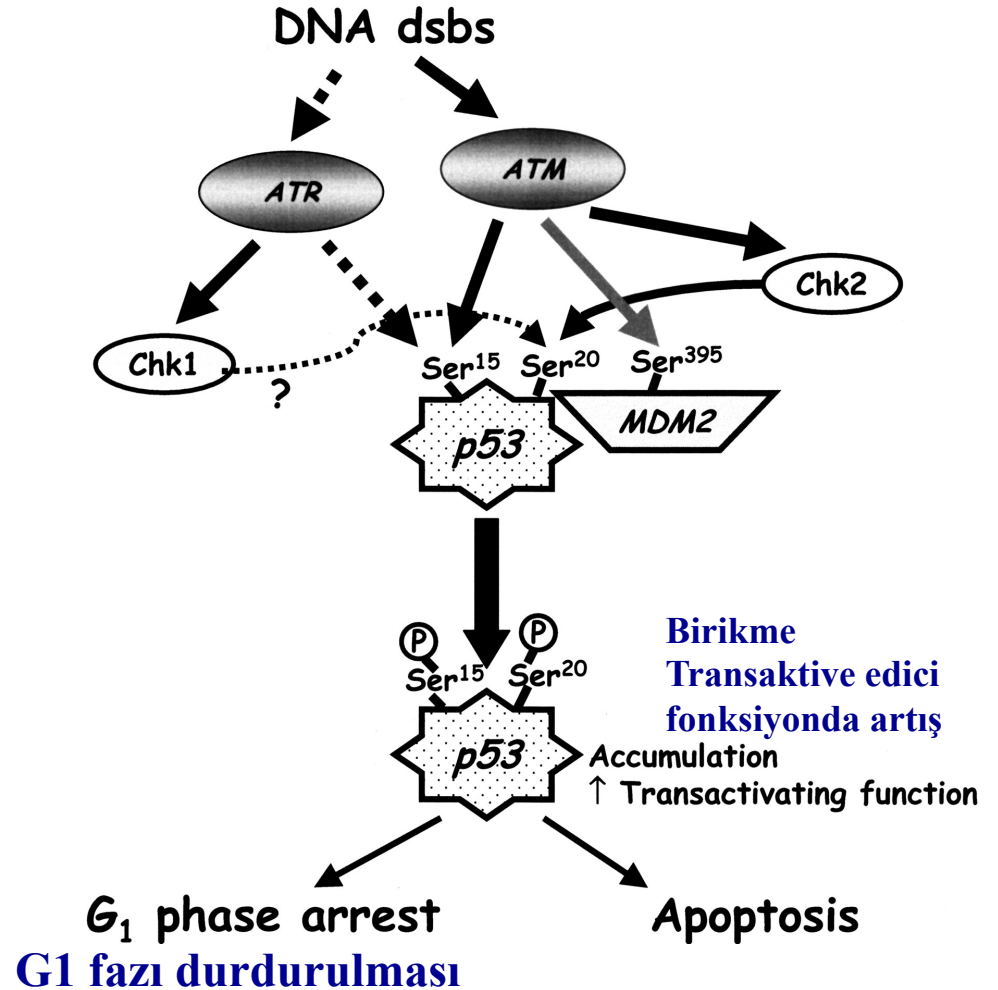 DNA dsbs
ATR
ATM
Chk2
Chk1
?
Ser15 Ser20 Ser395
p53
MDM2
P
P
Ser15 Ser20
p53
Birikme
Transaktive edici
fonksiyonda artış
Accumulation
↑ Transactivating function
G1 phase arrest
Apoptosis
G1 fazı durdurulması